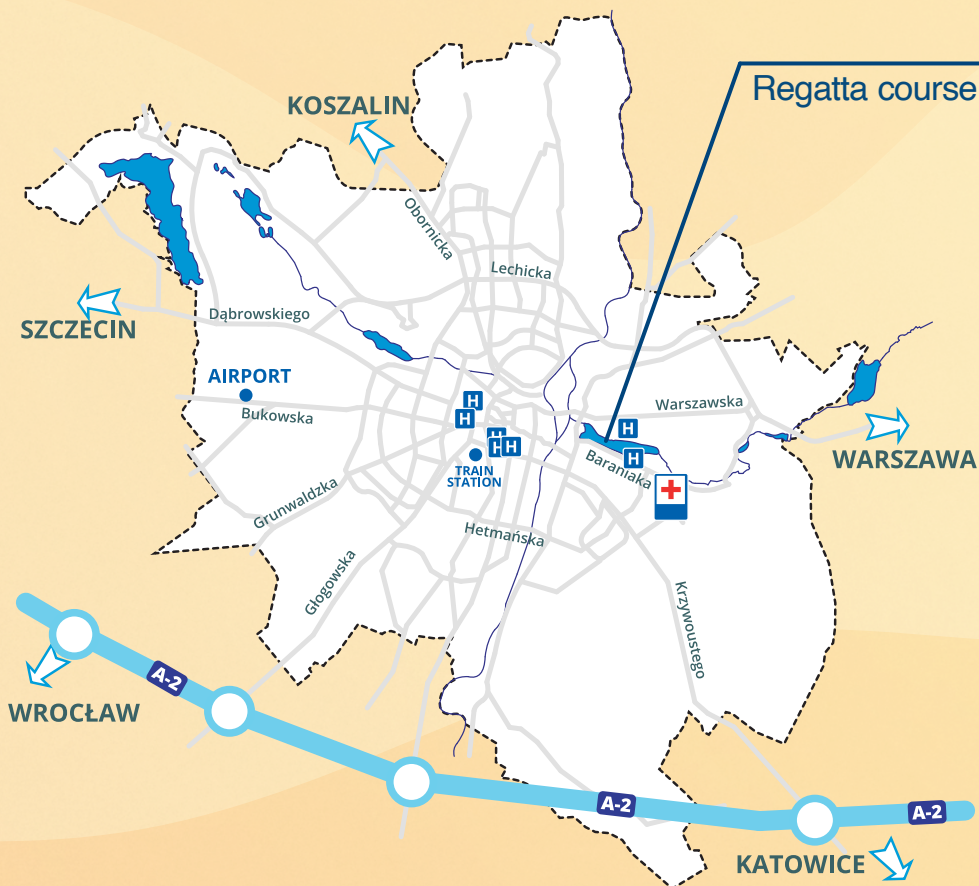 Regatta course
KOSZALIN
Obornicka
Lechicka
Dąbrowskiego
SZCZECIN
AIRPORT
Bukowska
H
H
H
H
H
H
H
Warszawska
WARSZAWA
Baraniaka
TRAIN
STATION
Grunwaldzka
Hetmańska
Głogowska
Krzywoustego
A-2
WROCŁAW
A-2
A-2
KATOWICE